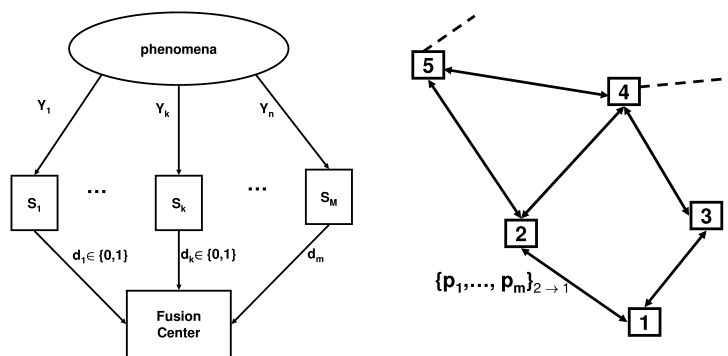 phenomena
Y1
Yk
Yn
S1
...
Sk
...
SM
d1∈ {0,1}
dk∈ {0,1}
dm
Fusion
Center
5
4
3
2
{p1,..., pm}2 → 1
1